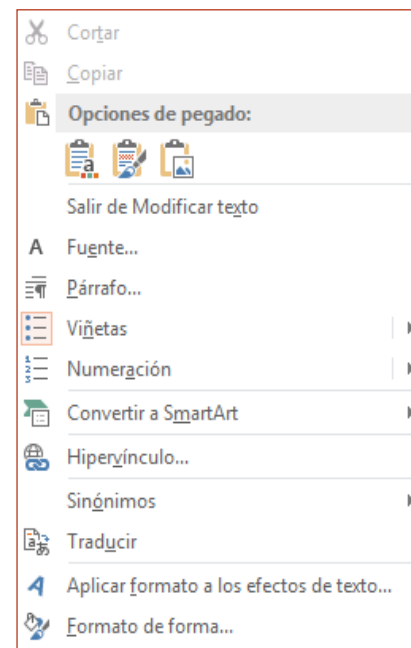 Cortar
Copiar
Opciones de pegado:
Salir de Modificar texto
Fuente...
Párrafo...
Viñetas
Numeración
Convertir a SmartArt
Hipervínculo...
Sinónimos
Traducir
Aplicar formato a los efectos de texto...
Formato de forma...